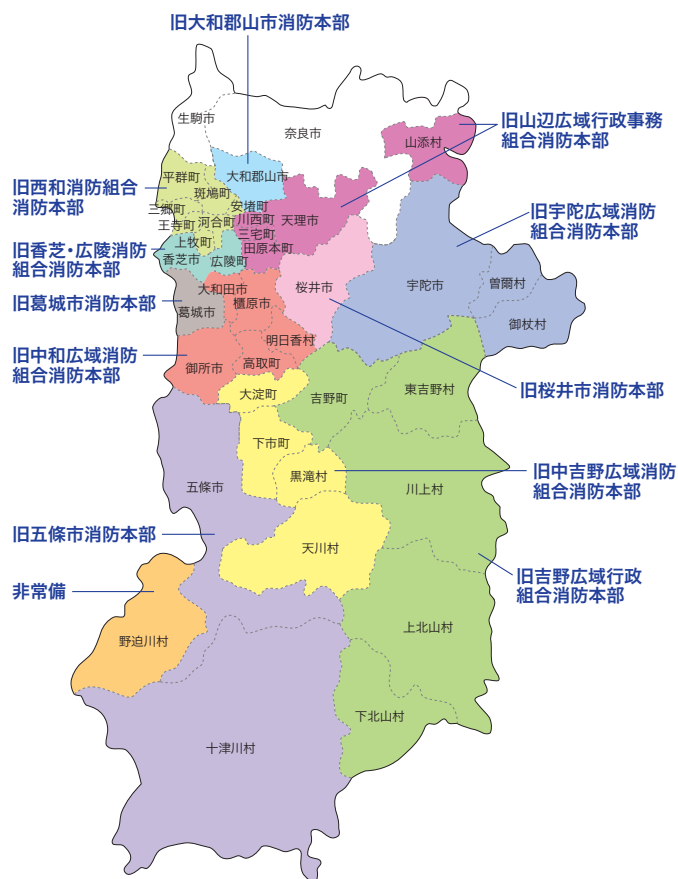 旧大和郡山市消防本部
生駒市
奈良市
旧山辺広域行政事務
組合消防本部
山添村
平群町
大和郡山市
斑鳩町
旧西和消防組合
消防本部
三郷町
安堵町
王寺町
河合町
川西町
天理市
三宅町
旧宇陀広域消防
組合消防本部
上牧町
田原本町
旧香芝・広陵消防
組合消防本部
香芝市
広陵町
曽爾村
宇陀市
桜井市
大和田市
旧葛城市消防本部
橿原市
葛城市
御杖村
明日香村
旧中和広域消防
組合消防本部
高取町
御所市
東吉野村
旧桜井市消防本部
大淀町
吉野町
下市町
旧中吉野広域消防
組合消防本部
黒滝村
五條市
川上村
旧五條市消防本部
天川村
旧吉野広域行政
組合消防本部
非常備
上北山村
野迫川村
下北山村
十津川村